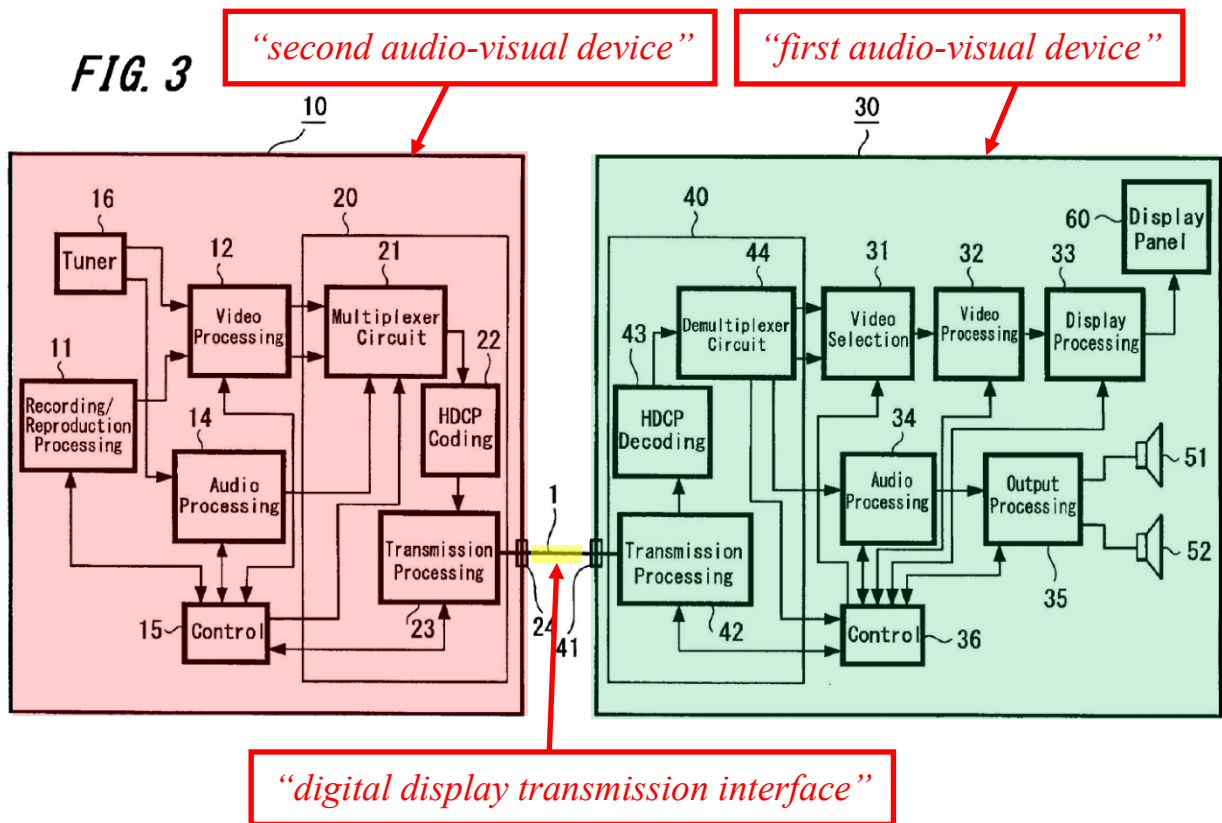 “second audio-visual device”
“first audio-visual device”
FIG. 3
10
30
16
Tuner
12
Video
Processing
20
21
Multiplexer
Circuit
22
HDCP
Coding
11
Recording/
Reproduction
Processing
14
Audio
Processing
Transmission
Processing
23
24
15
Control
1
41
40
44
Demultiplexer
Circuit
43
HDCP
Decoding
Transmission
Processing
42
31
Video
Selection
32
Video
Processing
33
Display
Processing
60
Display
Panel
34
Audio
Processing
Output
Processing
35
51
52
Control
36
“digital display transmission interface”